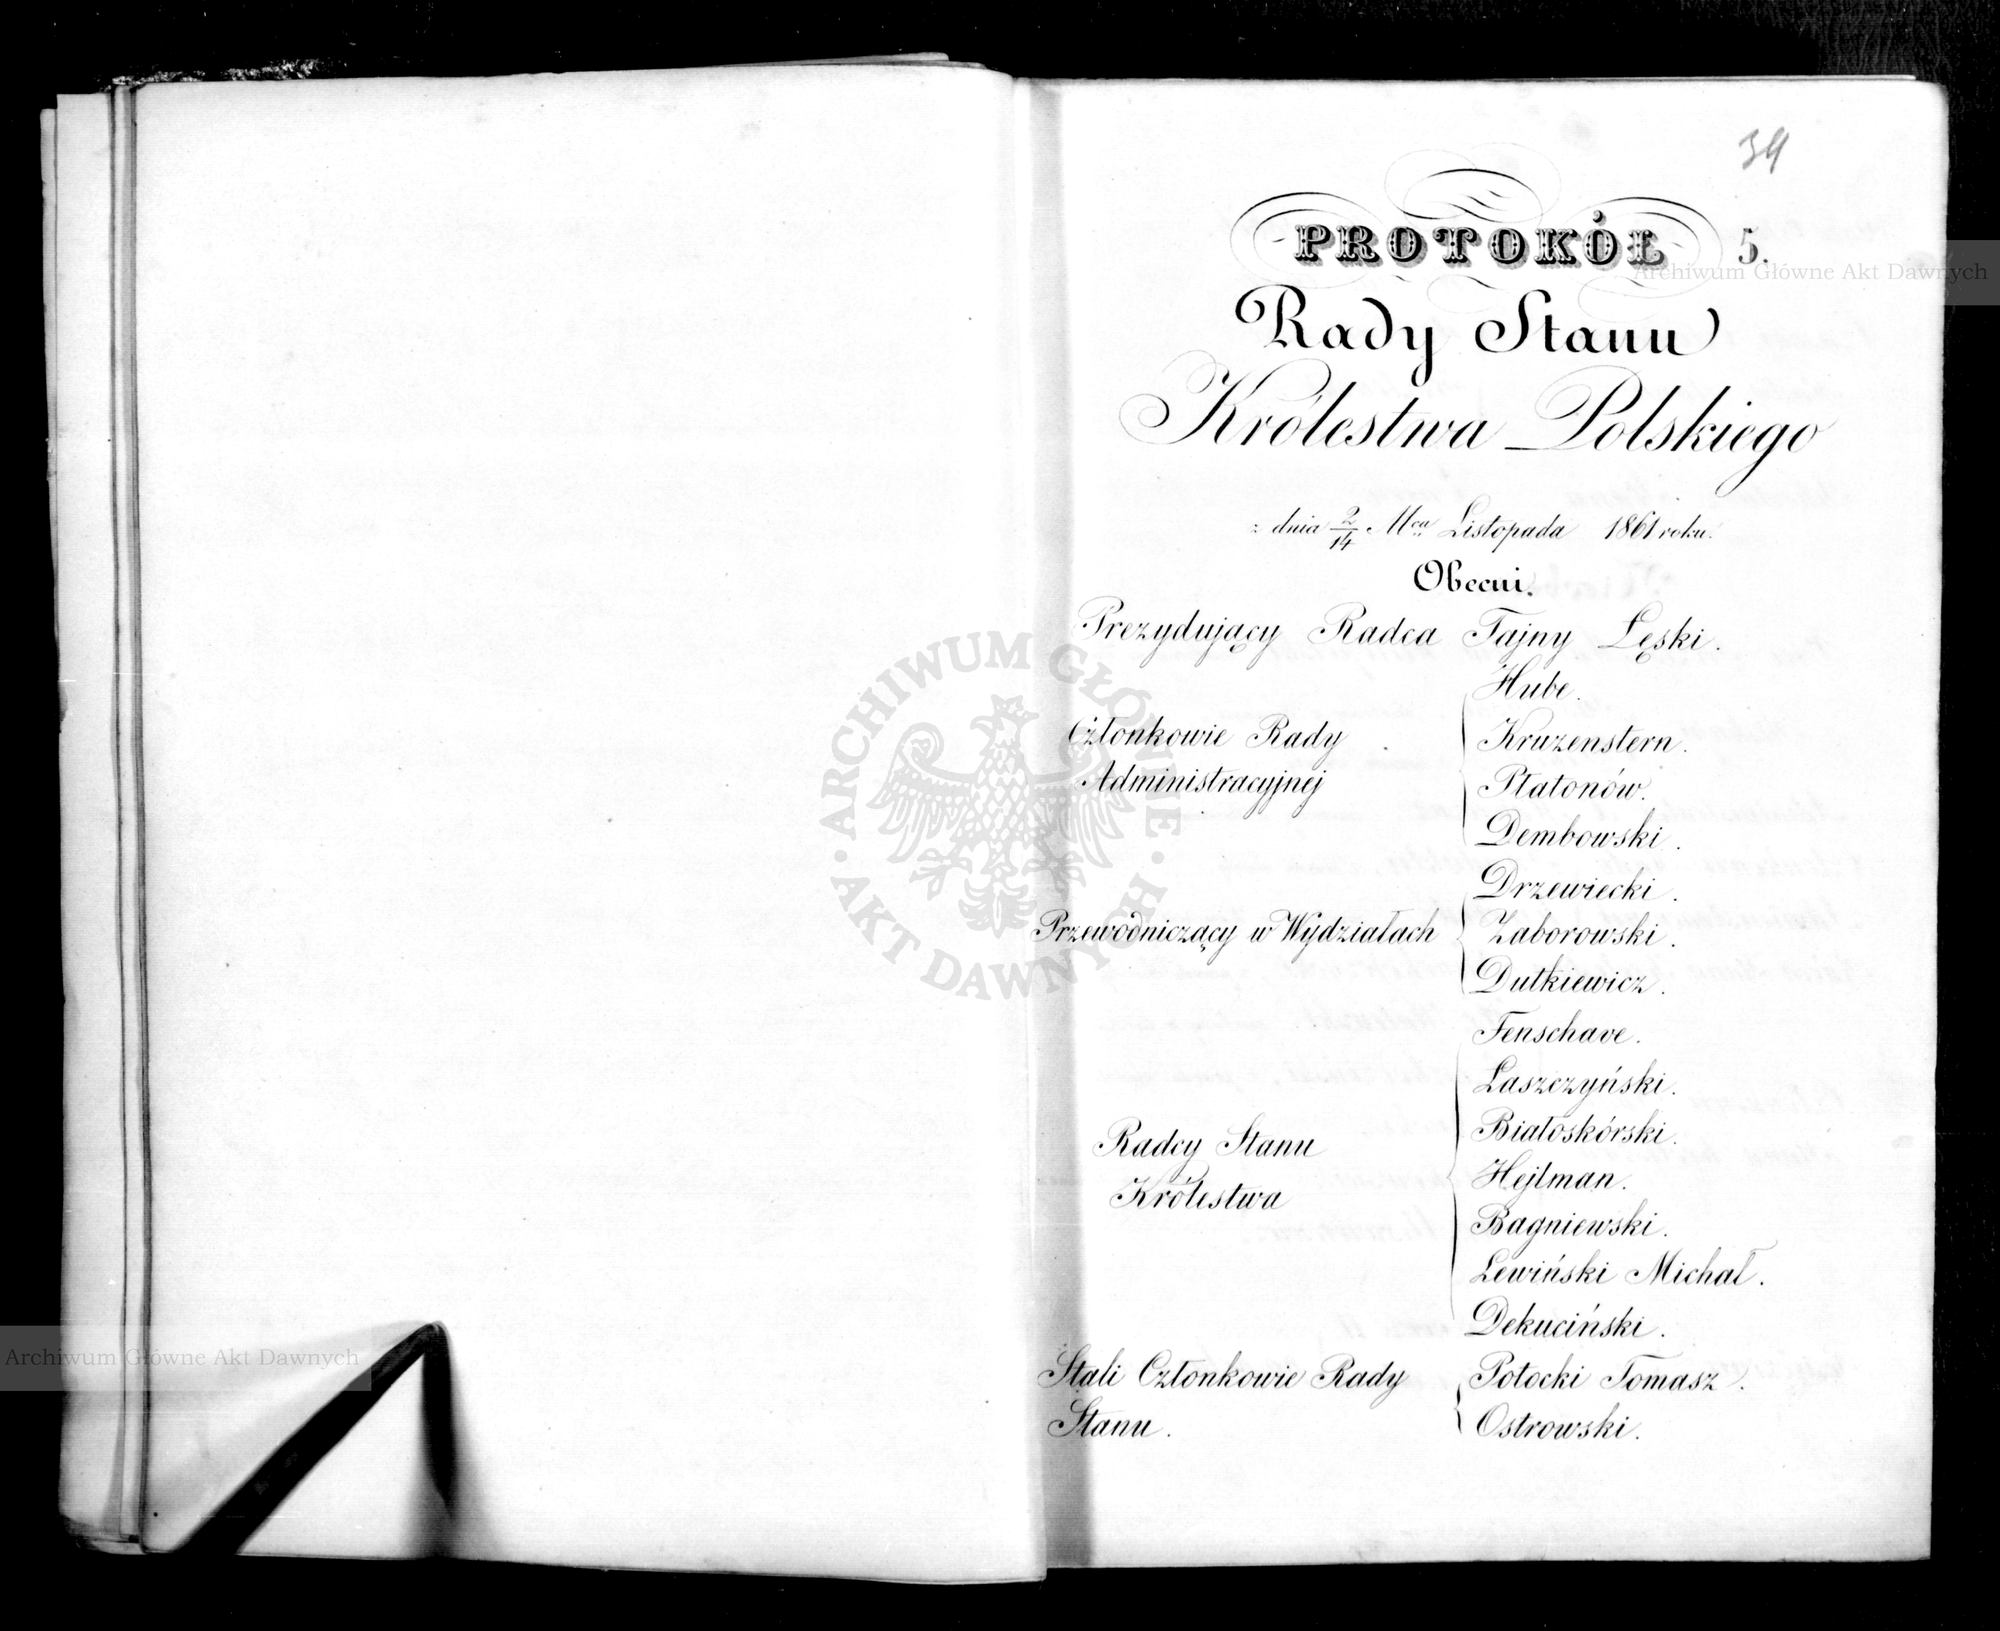 34
PROTOKÓŁ 5.
Rady Stanu
Królestwa Polskiego
z dnia 2/14 Mca Listopada 1861 roku.
Obecni.
Prezydujący Radca Tajny Łęski.
Członkowie Rady
Administracyjnej
Hube.
Kruzenstern.
Płatonów.
Dembowski.
Przewodniczący w Wydziałach
Drzewiecki.
Zaborowski.
Dutkiewicz.
Radcy Stanu
Królestwa
Fenschave.
Łaszczyński.
Białoskórski.
Hejlman.
Bagniewski.
Lewiński Michał.
Dekuciński.
Stali Członkowie Rady
Stanu.
Potocki Tomasz.
Ostrowski.
Archiwum Główne Akt Dawnych
ARCHIWUM GŁÓWNE AKT DAWNYCH
Archiwum Główne Akt Dawnych